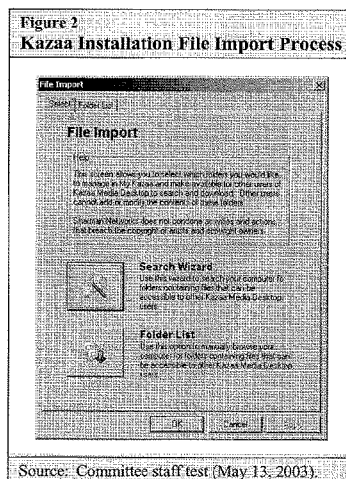 Figure 2
Kazaa Installation File Import Process
File Import
Select Folder List
File Import
Help
This screen allows you to select which folders you would like
to manage in My Kazaa and make available for other users of
Kazaa Media Desktop to search and download. Other users
cannot add or modify the contents of these folders.
Sharman Networks does not condone activities and actions
that breach the copyright of artists and copyright owners.
Search Wizard
Use this wizard to search your computer for
folders containing files that can be
accessible to other Kazaa Media Desktop
users.
Folder List
Use this option to manually browse your
computer for folders containing files that can
be accessible to other Kazaa Media Desktop
users.
OK Cancel
Source: Committee staff test (May 13, 2003).